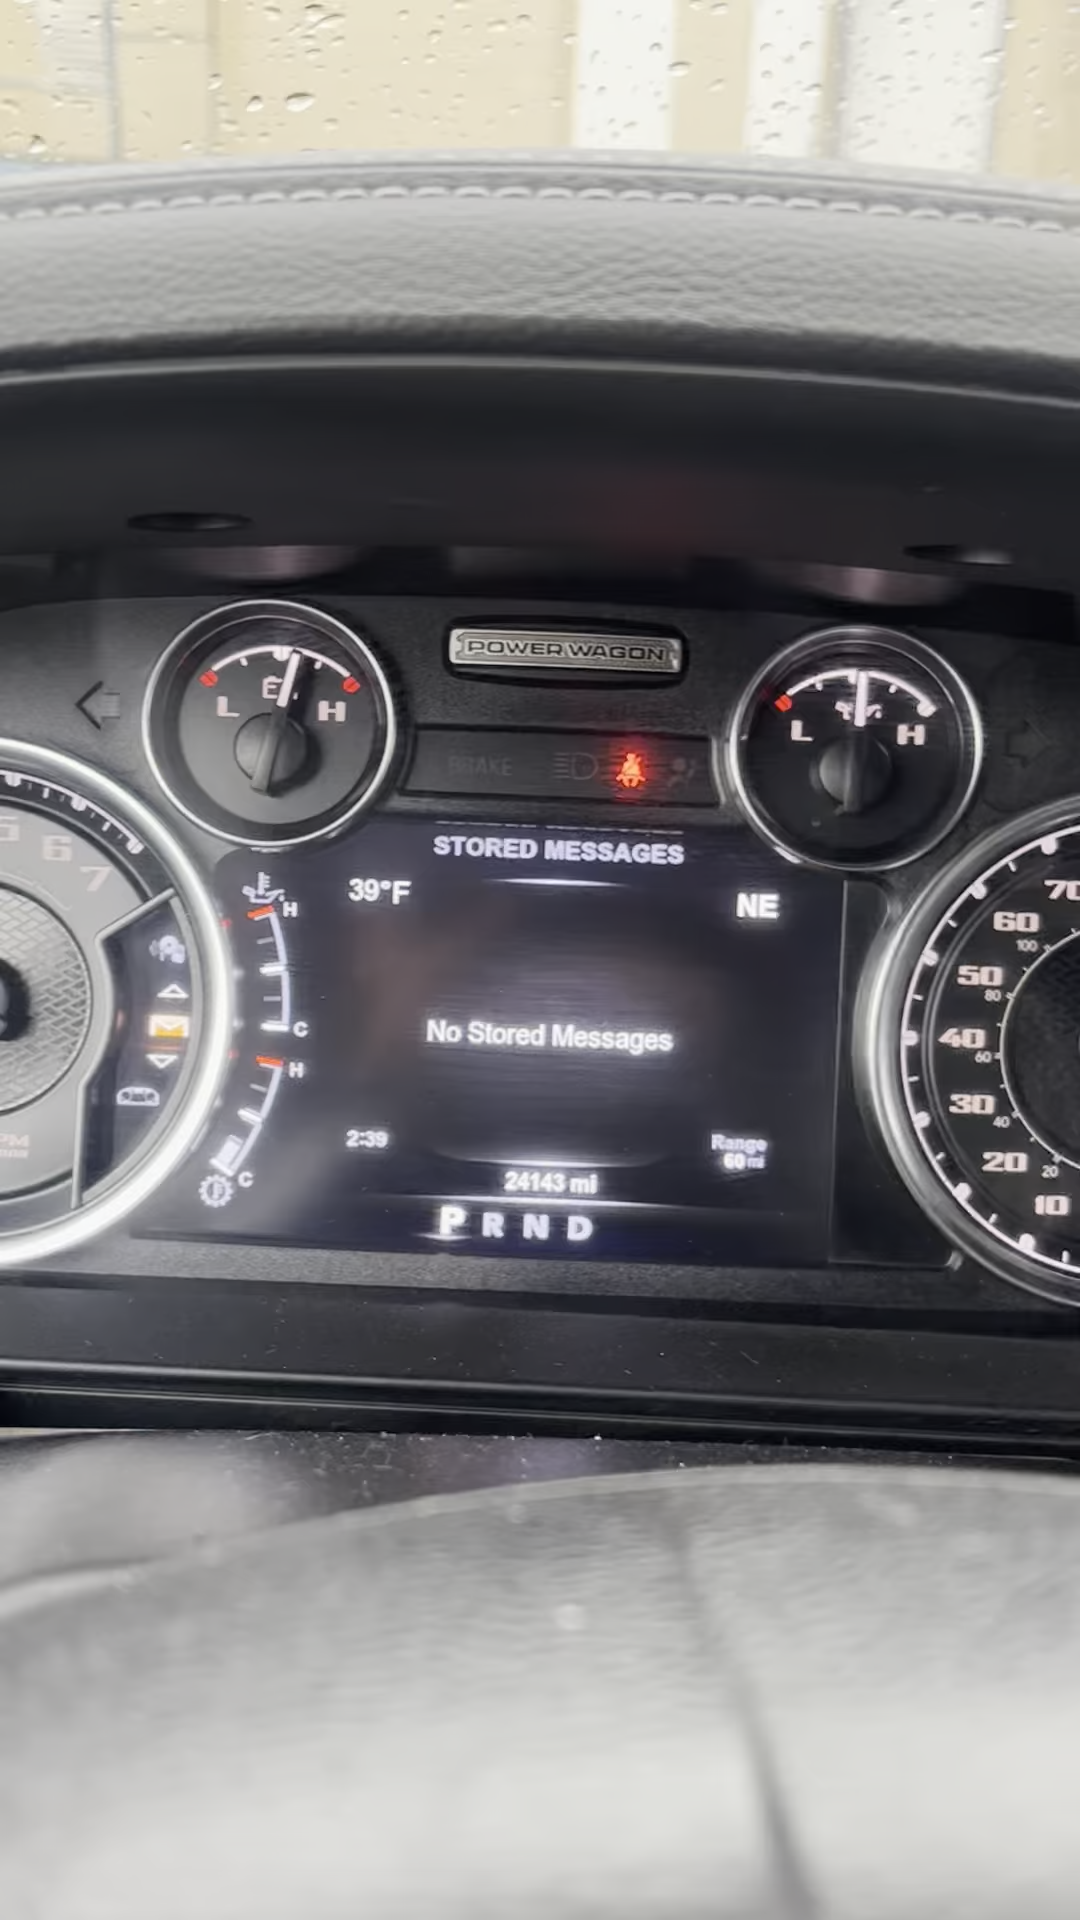 POWER WAGON
L H
L H
BRAKE
STORED MESSAGES
39°F
NE
H
C
H
C
No Stored Messages
2:39
Range
60 mi
24143 mi
P R N D
5 6 7
70
60
100
50
80
40
60
30
40
20
20
10